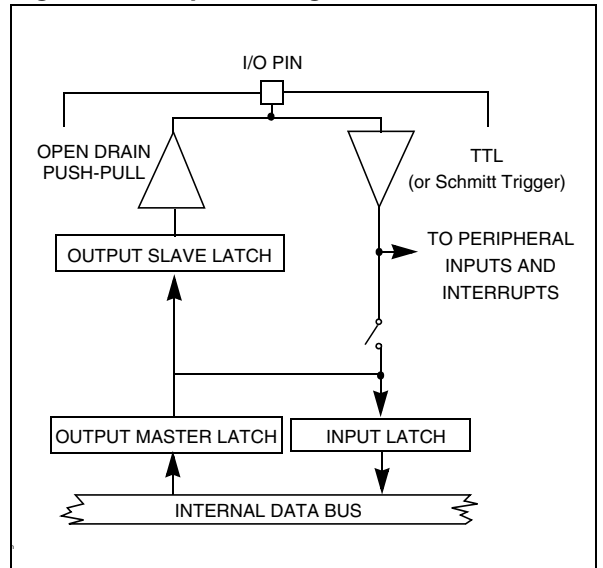 I/O PIN
OPEN DRAIN
PUSH-PULL
TTL
(or Schmitt Trigger)
OUTPUT SLAVE LATCH
TO PERIPHERAL
INPUTS AND
INTERRUPTS
OUTPUT MASTER LATCH
INPUT LATCH
INTERNAL DATA BUS